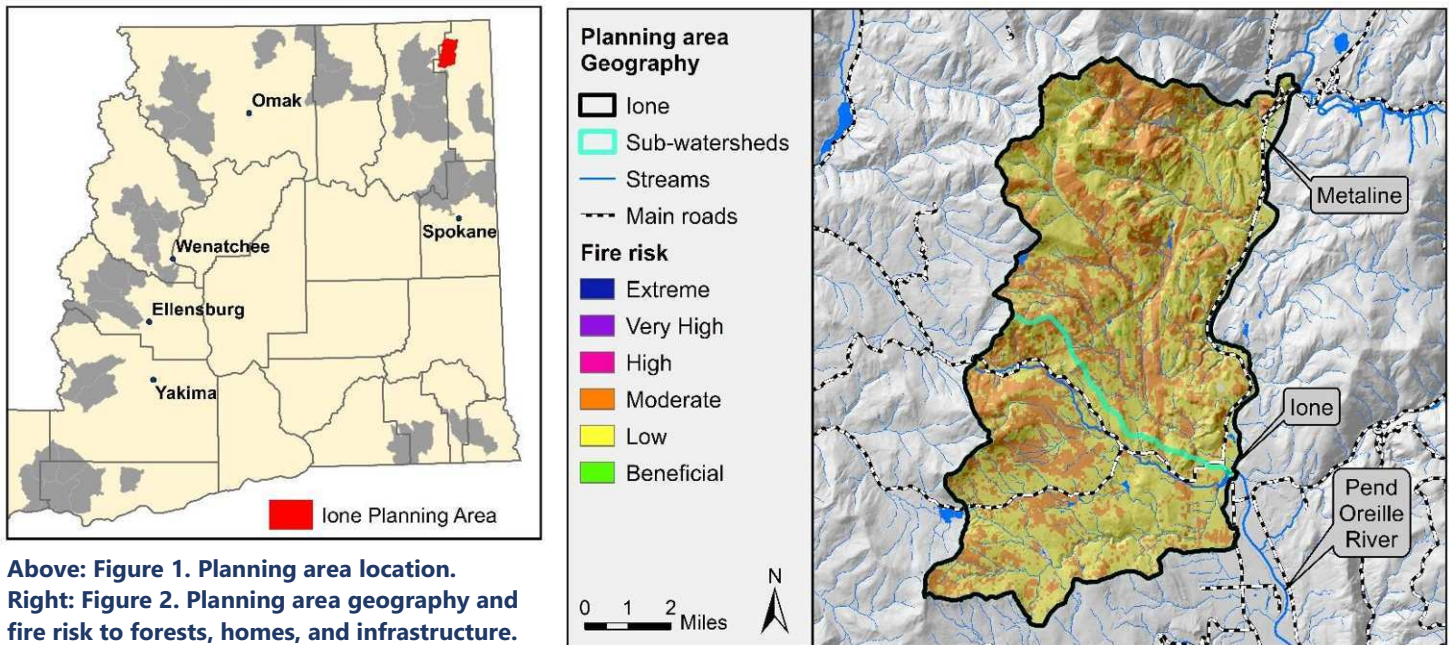 Omak
Spokane
Wenatchee
Ellensburg
Yakima
Ione Planning Area
Above: Figure 1. Planning area location.
Right: Figure 2. Planning area geography and
fire risk to forests, homes, and infrastructure.
Planning area
Geography
Ione
Sub-watersheds
Streams
Main roads
Fire risk
Extreme
Very High
High
Moderate
Low
Beneficial
0 1 2
Miles
N
Metaline
Ione
Pend
Oreille
River